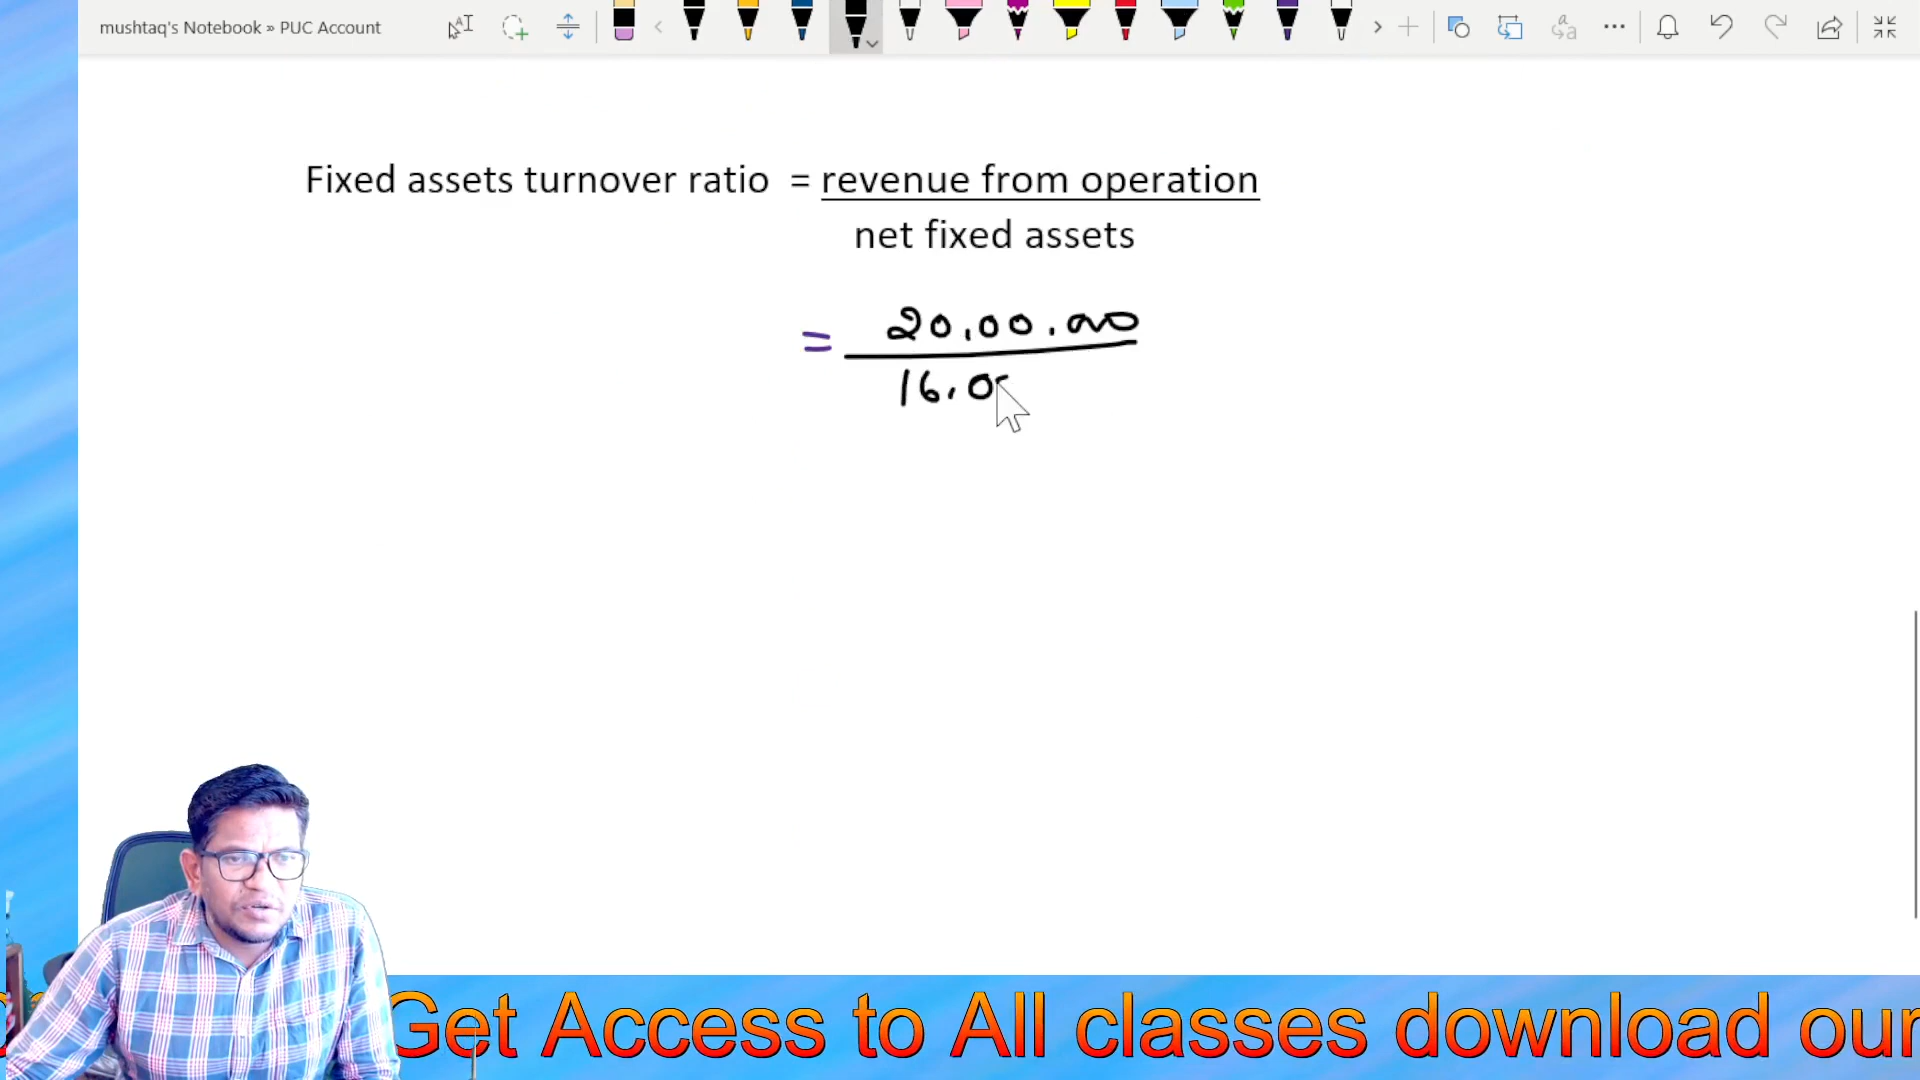 mushtaq's Notebook » PUC Account
Fixed assets turnover ratio = revenue from operation
net fixed assets
= 20,00,000
16,0
Get Access to All classes download our